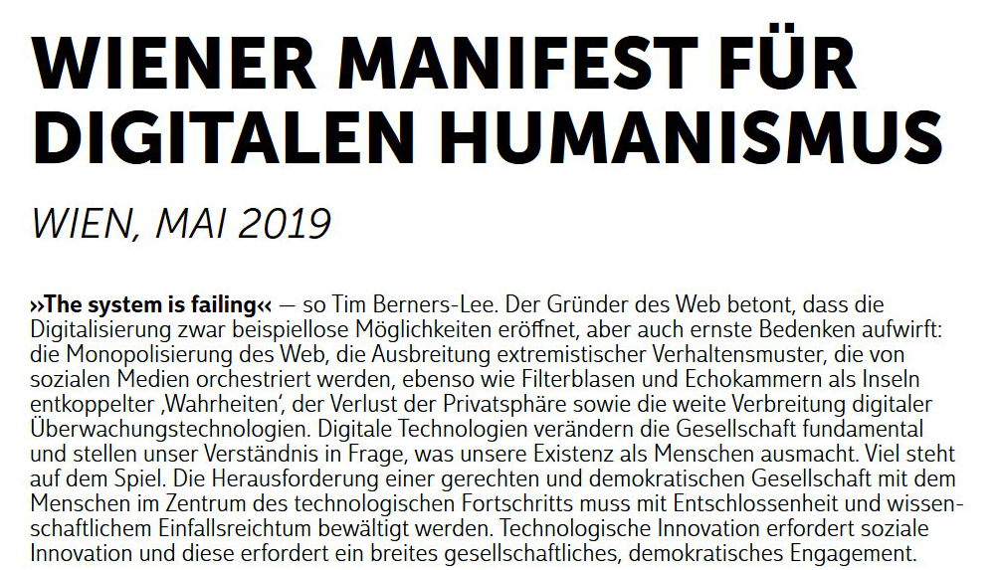 WIENER MANIFEST FÜR
DIGITALEN HUMANISMUS
WIEN, MAI 2019
»The system is failing« — so Tim Berners-Lee. Der Gründer des Web betont, dass die
Digitalisierung zwar beispiellose Möglichkeiten eröffnet, aber auch ernste Bedenken aufwirft:
die Monopolisierung des Web, die Ausbreitung extremistischer Verhaltensmuster, die von
sozialen Medien orchestriert werden, ebenso wie Filterblasen und Echokammern als Inseln
entkoppelter ‚Wahrheiten‘, der Verlust der Privatsphäre sowie die weite Verbreitung digitaler
Überwachungstechnologien. Digitale Technologien verändern die Gesellschaft fundamental
und stellen unser Verständnis in Frage, was unsere Existenz als Menschen ausmacht. Viel steht
auf dem Spiel. Die Herausforderung einer gerechten und demokratischen Gesellschaft mit dem
Menschen im Zentrum des technologischen Fortschritts muss mit Entschlossenheit und wissen-
schaftlichem Einfallsreichtum bewältigt werden. Technologische Innovation erfordert soziale
Innovation und diese erfordert ein breites gesellschaftliches, demokratisches Engagement.